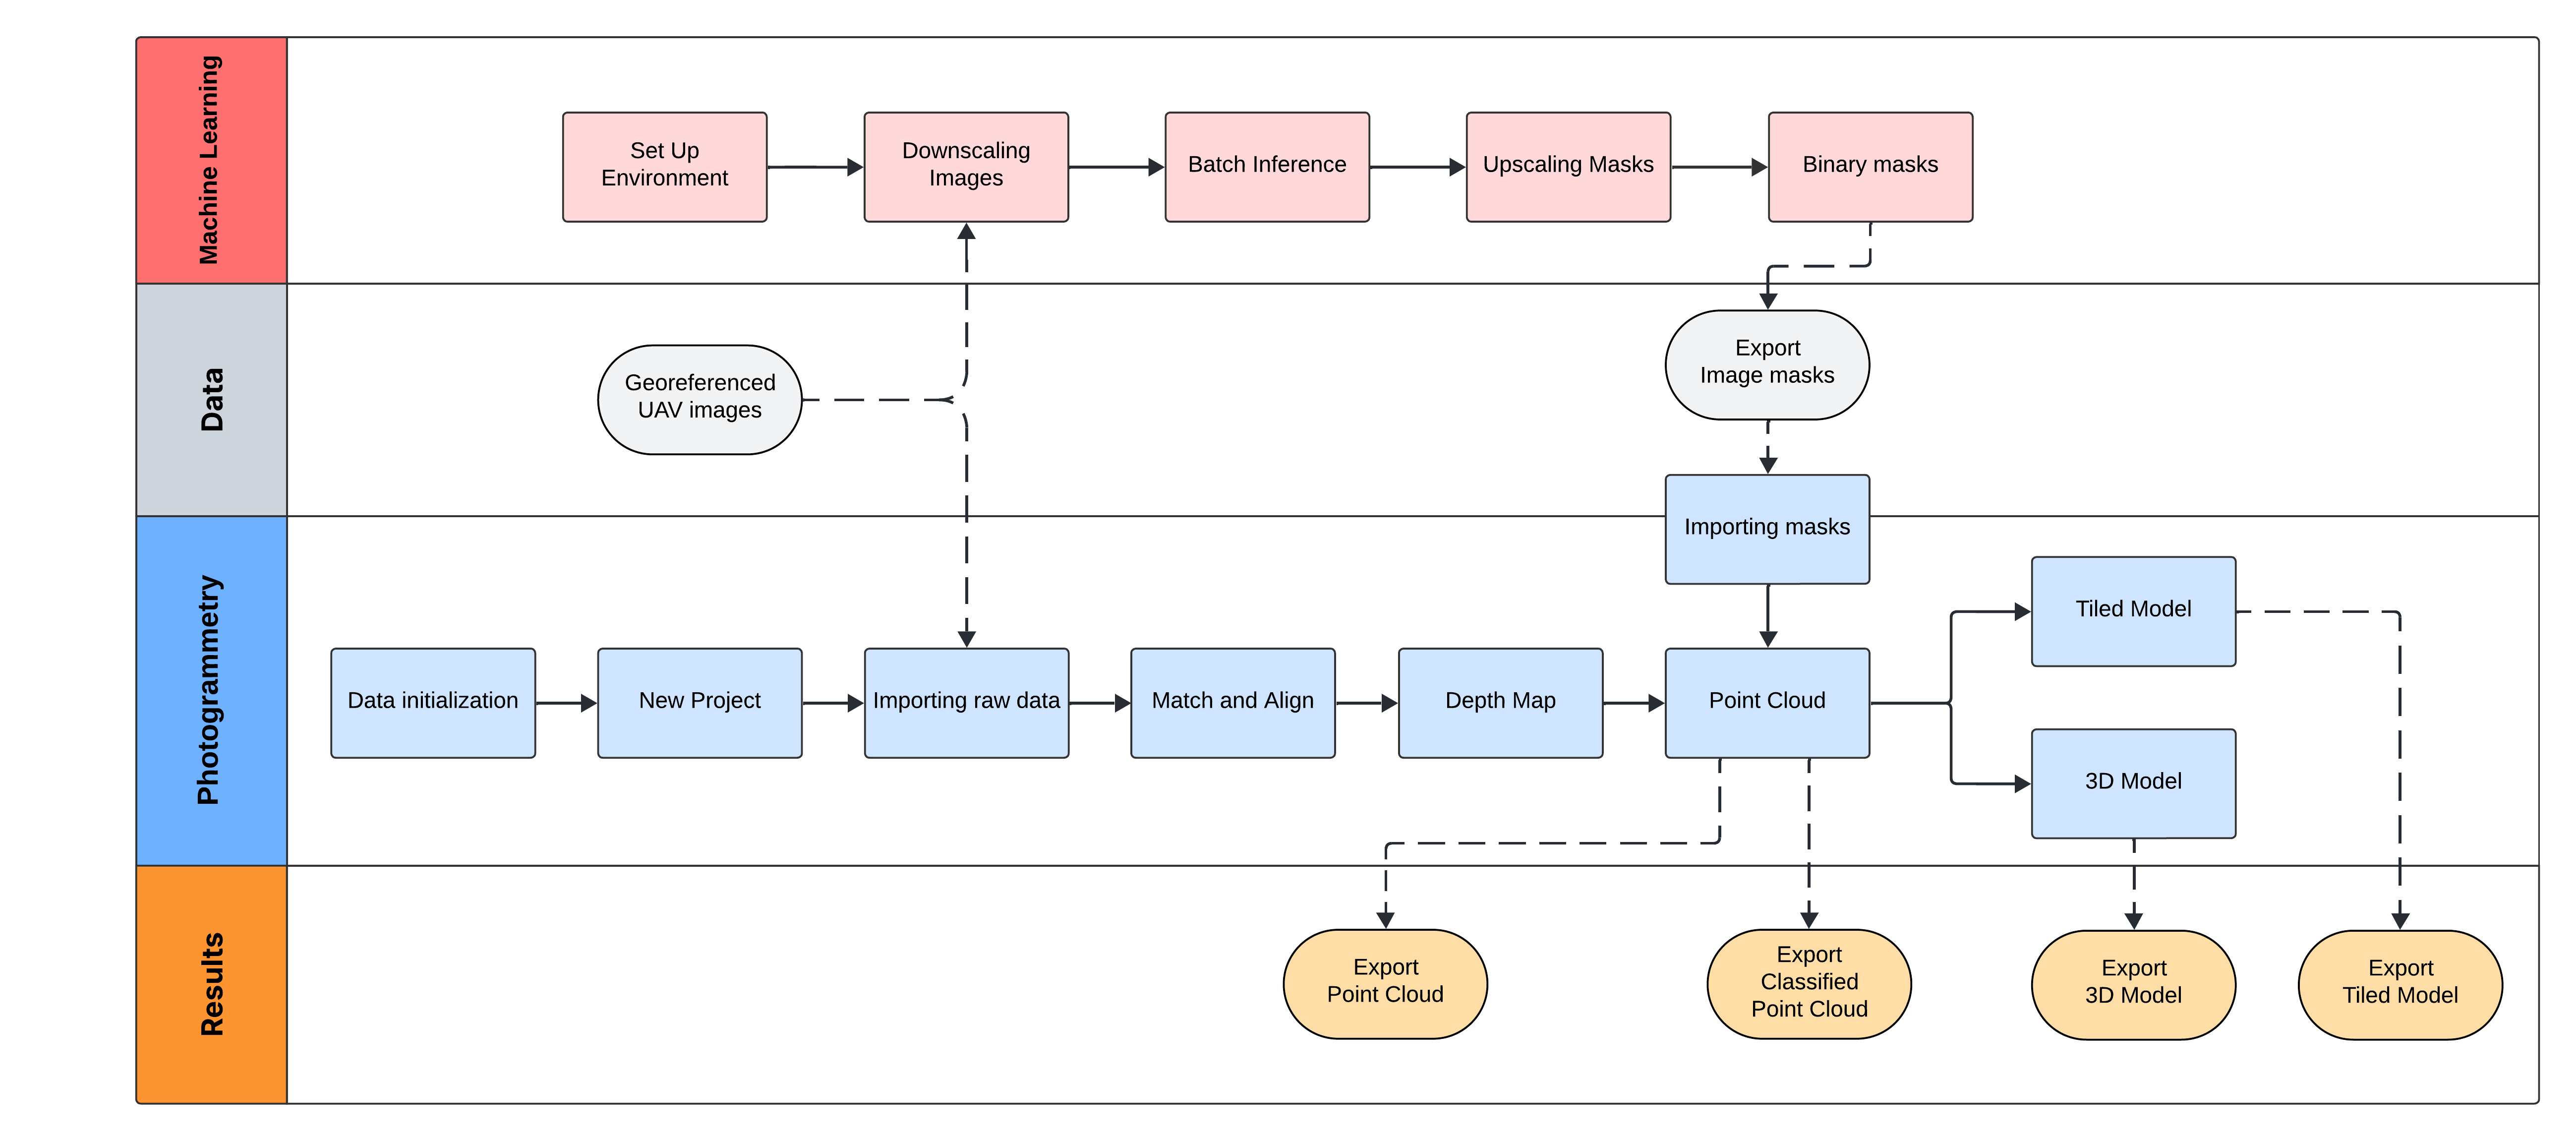 Machine Learning
Set Up
Environment
Downscaling
Images
Batch Inference
Upscaling Masks
Binary masks
Data
Georeferenced
UAV images
Export
Image masks
Importing masks
Photogrammetry
Tiled Model
Data initialization
New Project
Importing raw data
Match and Align
Depth Map
Point Cloud
3D Model
Results
Export
Point Cloud
Export
Classified
Point Cloud
Export
3D Model
Export
Tiled Model